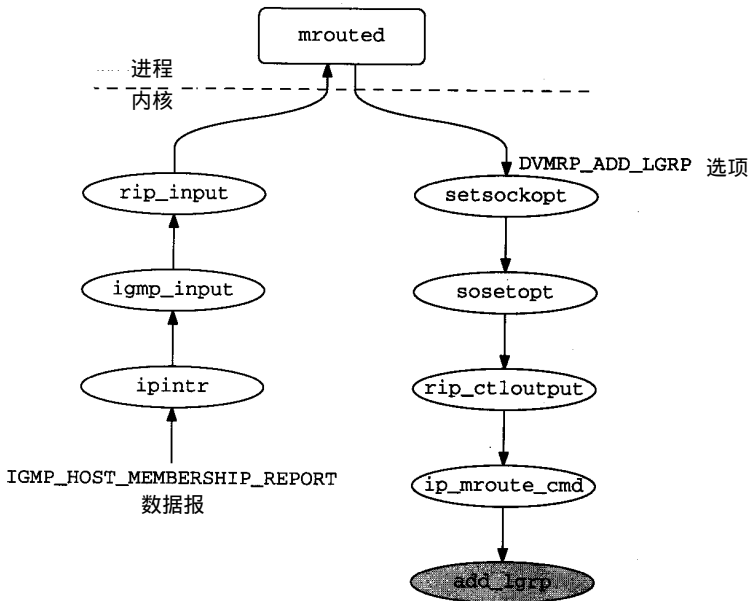 mrouted
进程
内核
DVMRP_ADD_LGRP 选项
rip_input
setsockopt
igmp_input
sosetopt
ipintr
rip_ctloutput
IGMP_HOST_MEMBERSHIP_REPORT
数据报
ip_mroute_cmd
add_lgrp